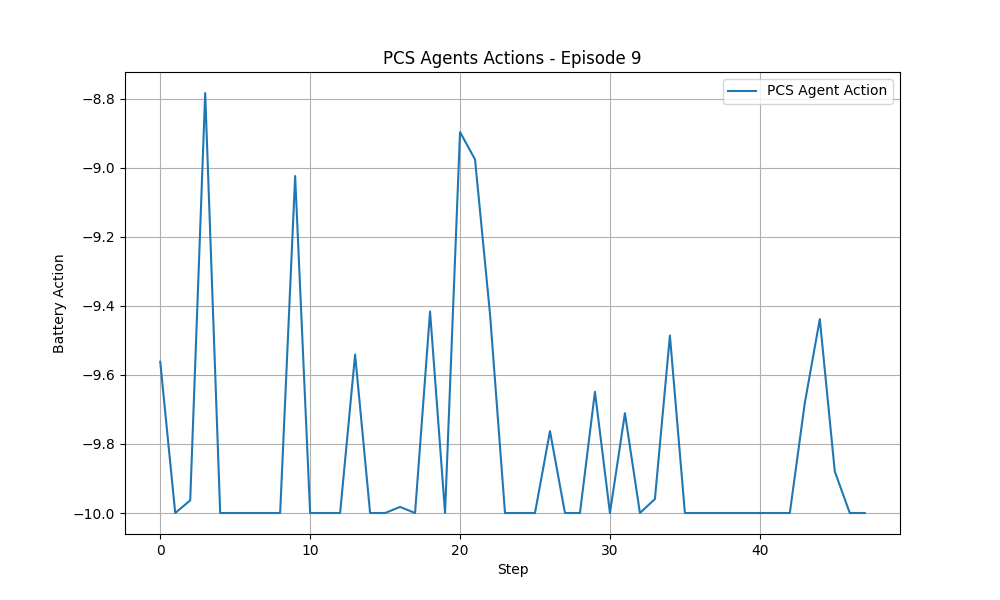 PCS Agents Actions - Episode 9
PCS Agent Action
Battery Action
−8.8
−9.0
−9.2
−9.4
−9.6
−9.8
−10.0
0 10 20 30 40
Step